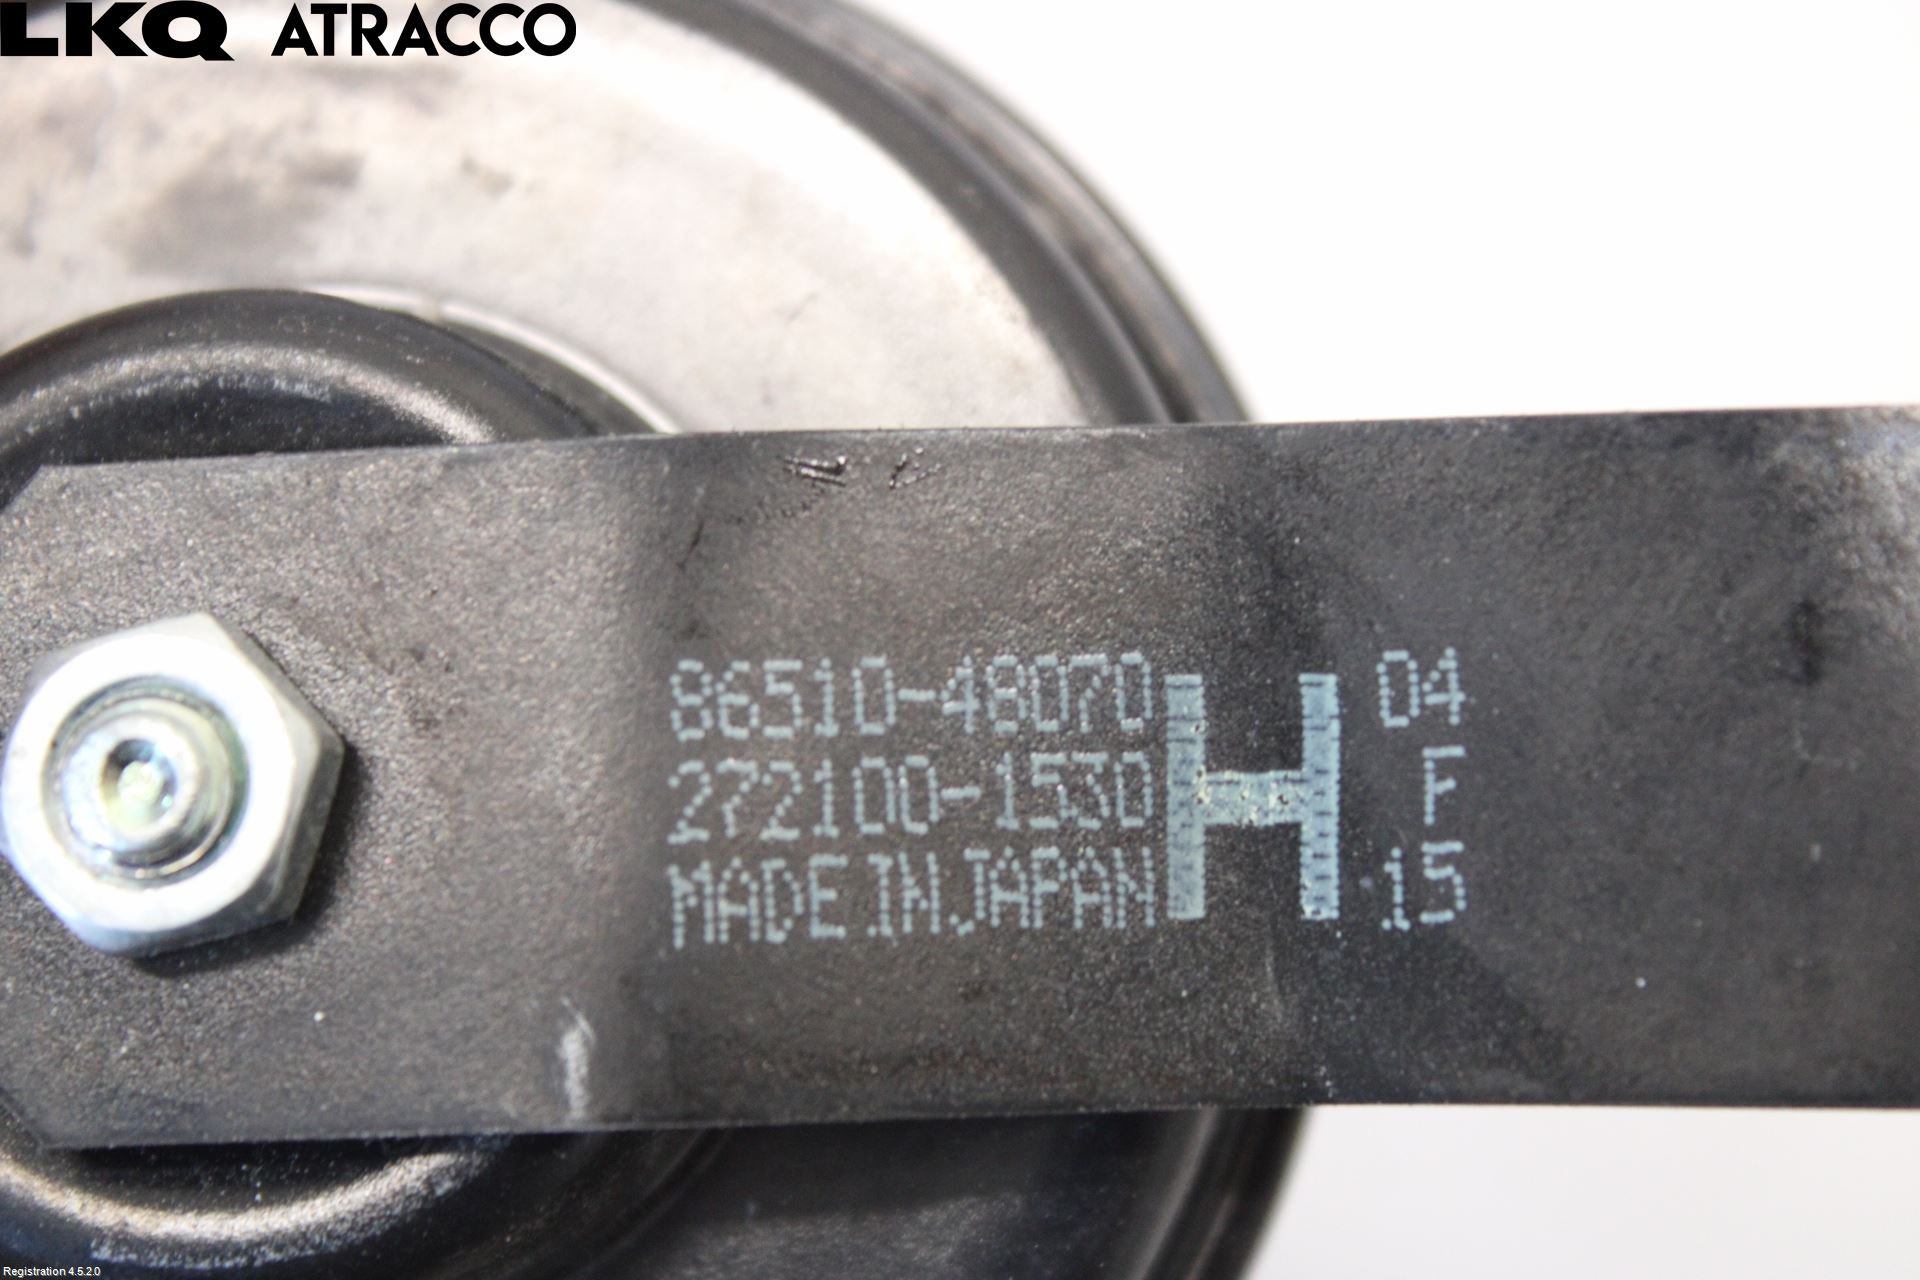 LKQ ATRACCO
86510-48070
272100-1530
MADE IN JAPAN
H
04
F
15
Registration 4.5.2.0